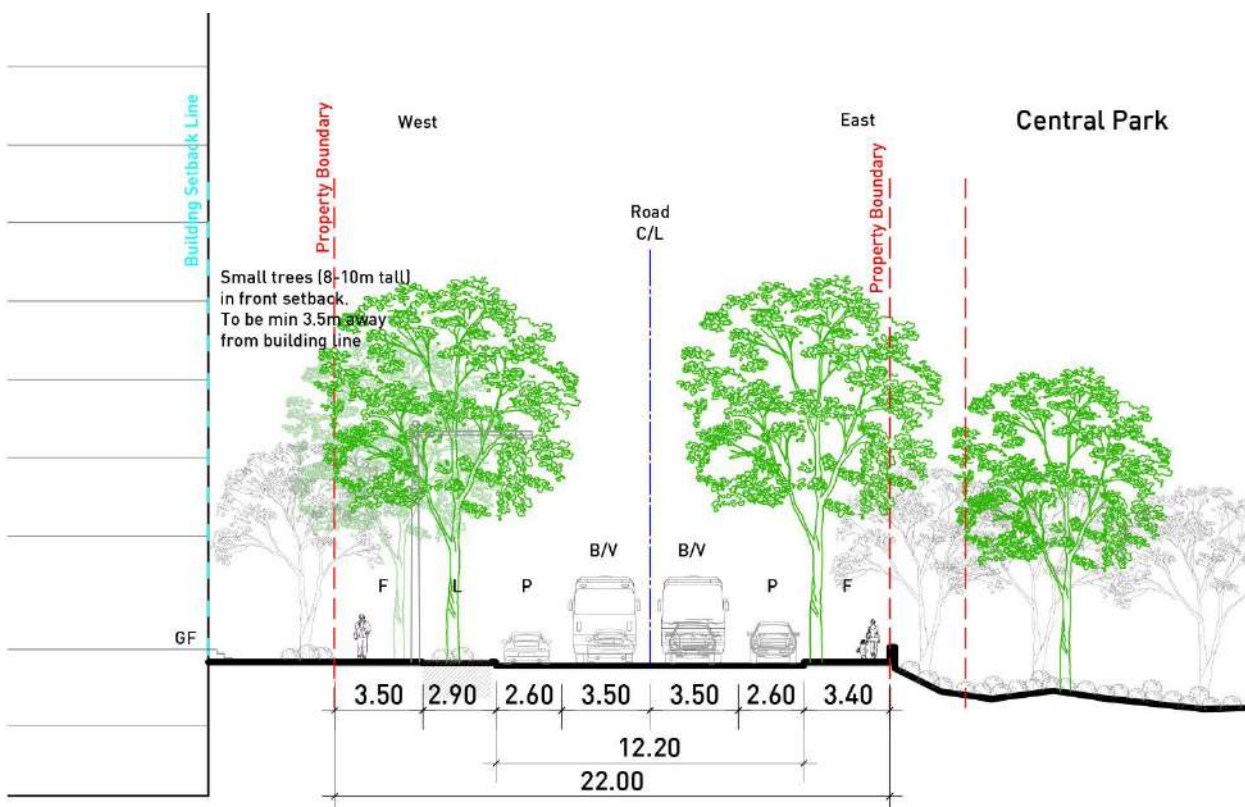 West
East
Central Park
Building Setback Line
Property Boundary
Road
C/L
Property Boundary
Small trees (8-10m tall)
in front setback.
To be min 3.5m away
from building line
B/V
B/V
F
L
P
P
F
GF
3.50
2.90
2.60
3.50
3.50
2.60
3.40
12.20
22.00